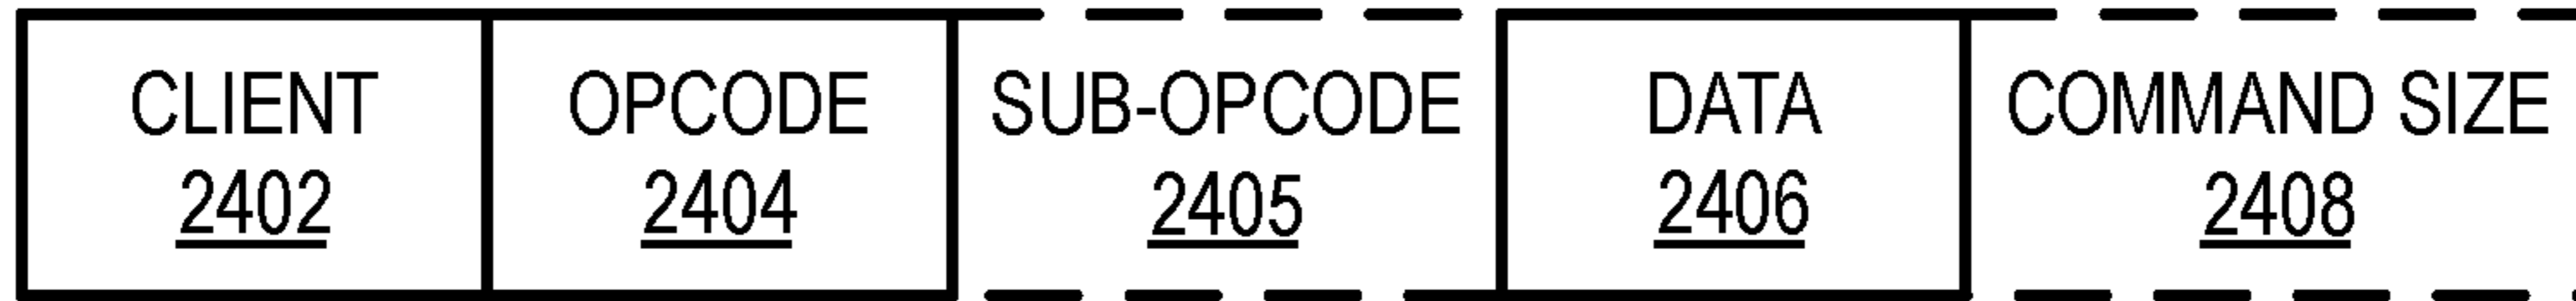 CLIENT
2402
OPCODE
2404
SUB-OPCODE
2405
DATA
2406
COMMAND SIZE
2408